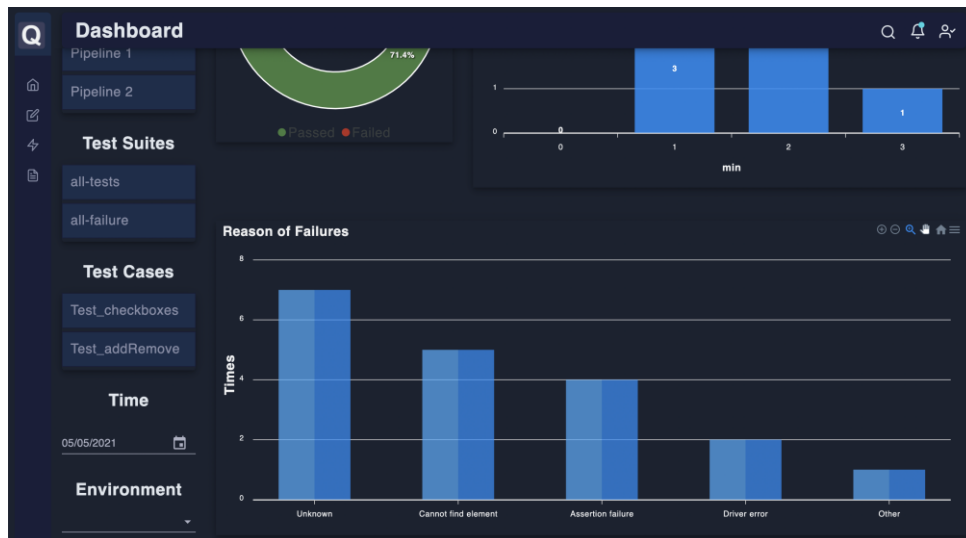 Q
Dashboard
Pipeline 1
Pipeline 2
Test Suites
all-tests
all-failure
Test Cases
Test_checkboxes
Test_addRemove
Time
05/05/2021
Environment
71.4%
Passed Failed
1
0
0
3
1
0 1 2 3
min
Reason of Failures
Times
8
6
4
2
0
Unknown Cannot find element Assertion failure Driver error Other